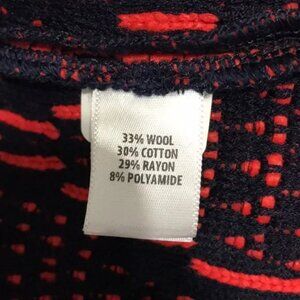 33% WOOL
30% COTTON
29% RAYON
8% POLYAMIDE